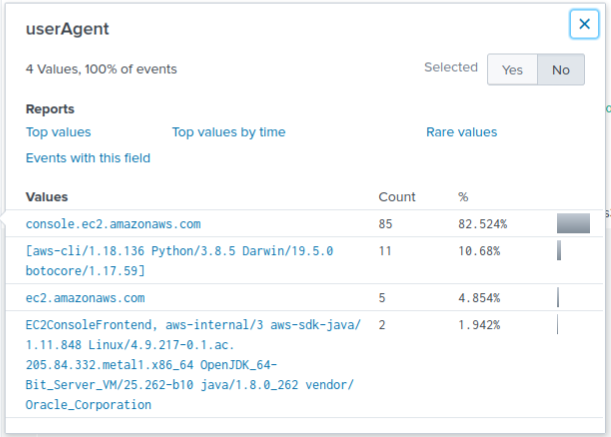 userAgent
4 Values, 100% of events
Selected Yes No
Reports
Top values Top values by time Rare values
Events with this field
Values Count %
console.ec2.amazonaws.com 85 82.524%
[aws-cli/1.18.136 Python/3.8.5 Darwin/19.5.0 11 10.68%
botocore/1.17.59]
ec2.amazonaws.com 5 4.854%
EC2ConsoleFrontend, aws-internal/3 aws-sdk-java/ 2 1.942%
1.11.848 Linux/4.9.217-0.1.ac.
205.84.332.metal1.x86_64 OpenJDK_64-
Bit_Server_VM/25.262-b10 java/1.8.0_262 vendor/
Oracle_Corporation